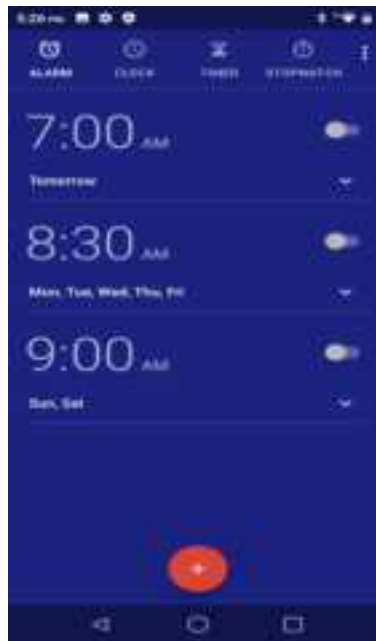 ALARM CLOCK TIMER STOPWATCH
7:00 AM
Tomorrow
8:30 AM
Mon, Tue, Wed, Thu, Fri
9:00 AM
Sun, Sat